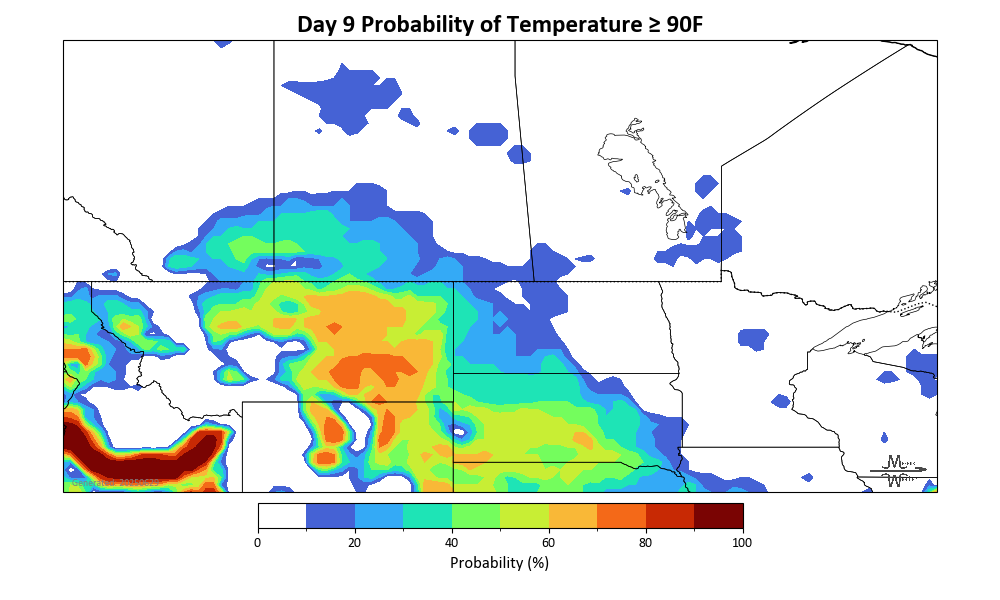 Day 9 Probability of Temperature ≥ 90F
M
W
0 20 40 60 80 100
Probability (%)